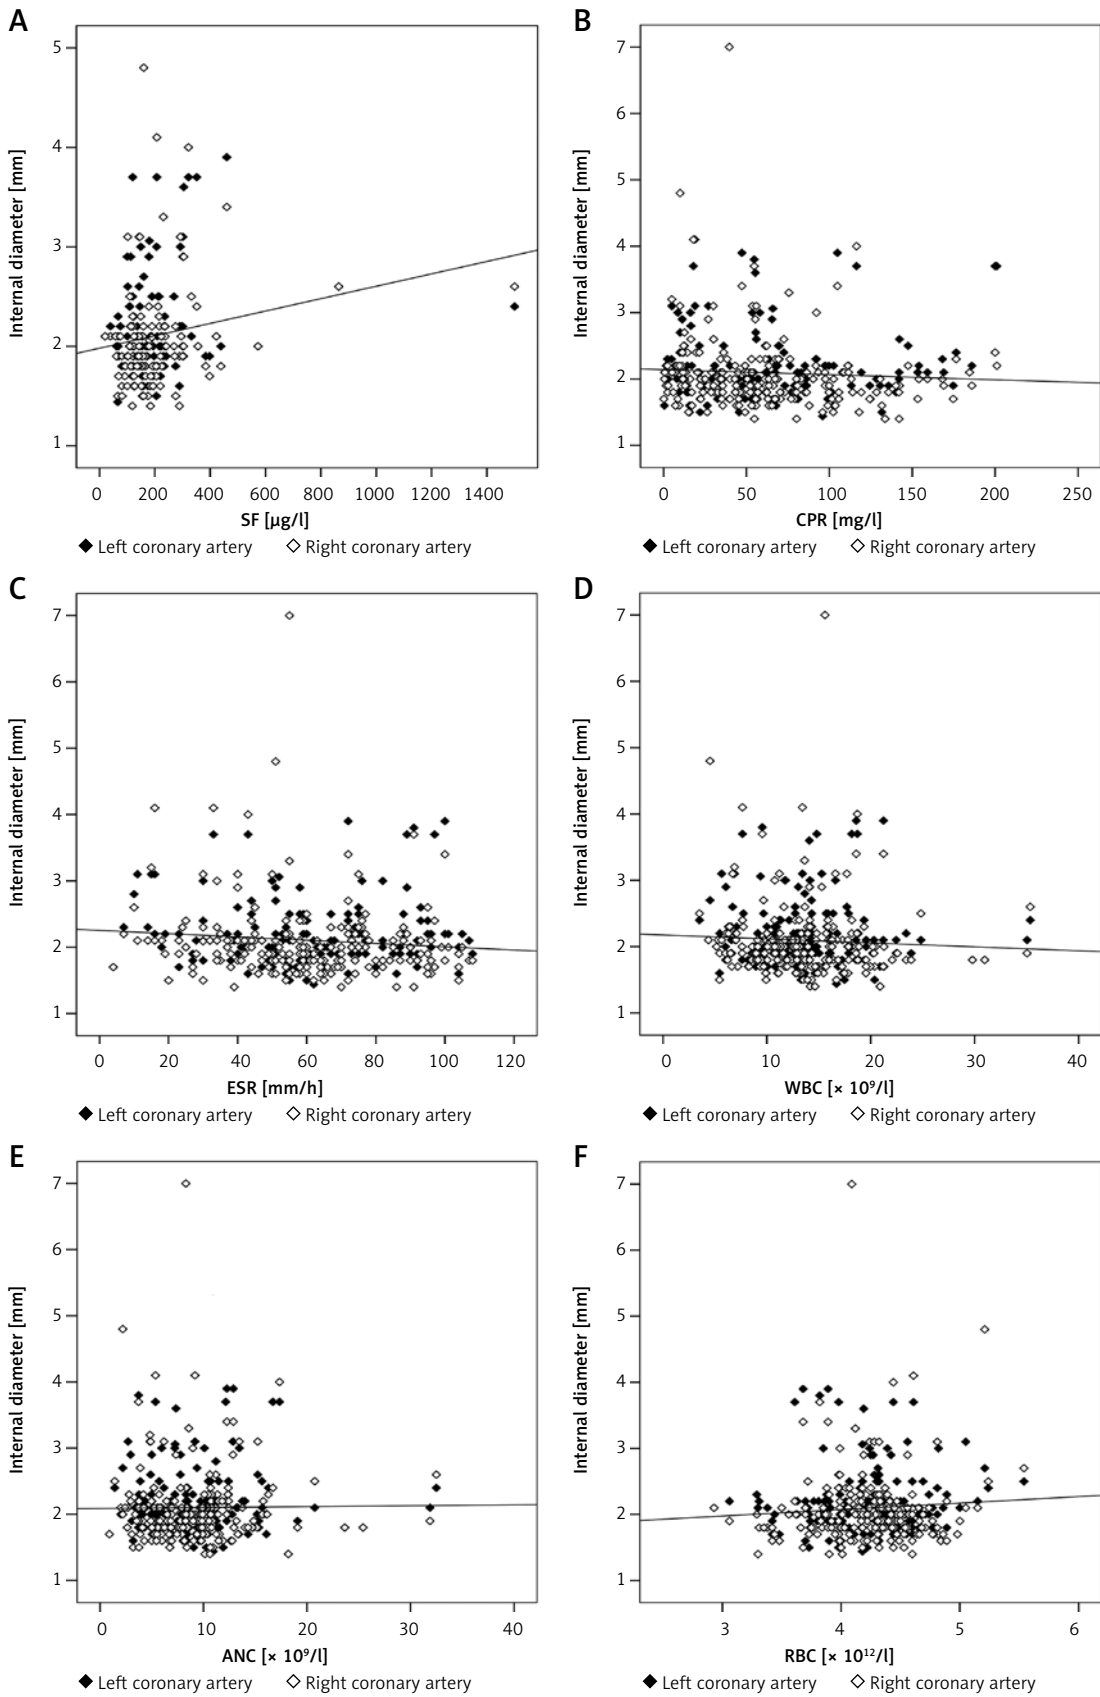 A
B
Internal diameter [mm]
5
4
3
2
1
0 200 400 600 800 1000 1200 1400
SF [µg/l]
◆ Left coronary artery ◇ Right coronary artery
Internal diameter [mm]
7
6
5
4
3
2
1
0 50 100 150 200 250
CPR [mg/l]
◆ Left coronary artery ◇ Right coronary artery
C
D
Internal diameter [mm]
7
6
5
4
3
2
1
0 20 40 60 80 100 120
ESR [mm/h]
◆ Left coronary artery ◇ Right coronary artery
Internal diameter [mm]
7
6
5
4
3
2
1
0 10 20 30 40
WBC [× 10⁹/l]
◆ Left coronary artery ◇ Right coronary artery
E
F
Internal diameter [mm]
7
6
5
4
3
2
1
0 10 20 30 40
ANC [× 10⁹/l]
◆ Left coronary artery ◇ Right coronary artery
Internal diameter [mm]
7
6
5
4
3
2
1
3 4 5 6
RBC [× 10¹²/l]
◆ Left coronary artery ◇ Right coronary artery